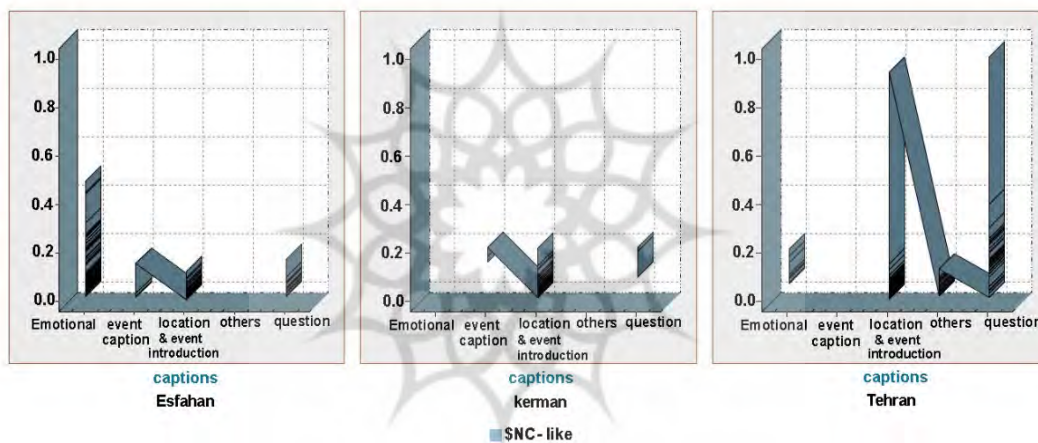 1.0
0.8
0.6
0.4
0.2
0.0
Emotional
event
caption
location
& event
introduction
others
question
captions
Esfahan
1.0
0.8
0.6
0.4
0.2
0.0
Emotional
event
caption
location
& event
introduction
others
question
captions
kerman
1.0
0.8
0.6
0.4
0.2
0.0
Emotional
event
caption
location
& event
introduction
others
question
captions
Tehran
$NC- like